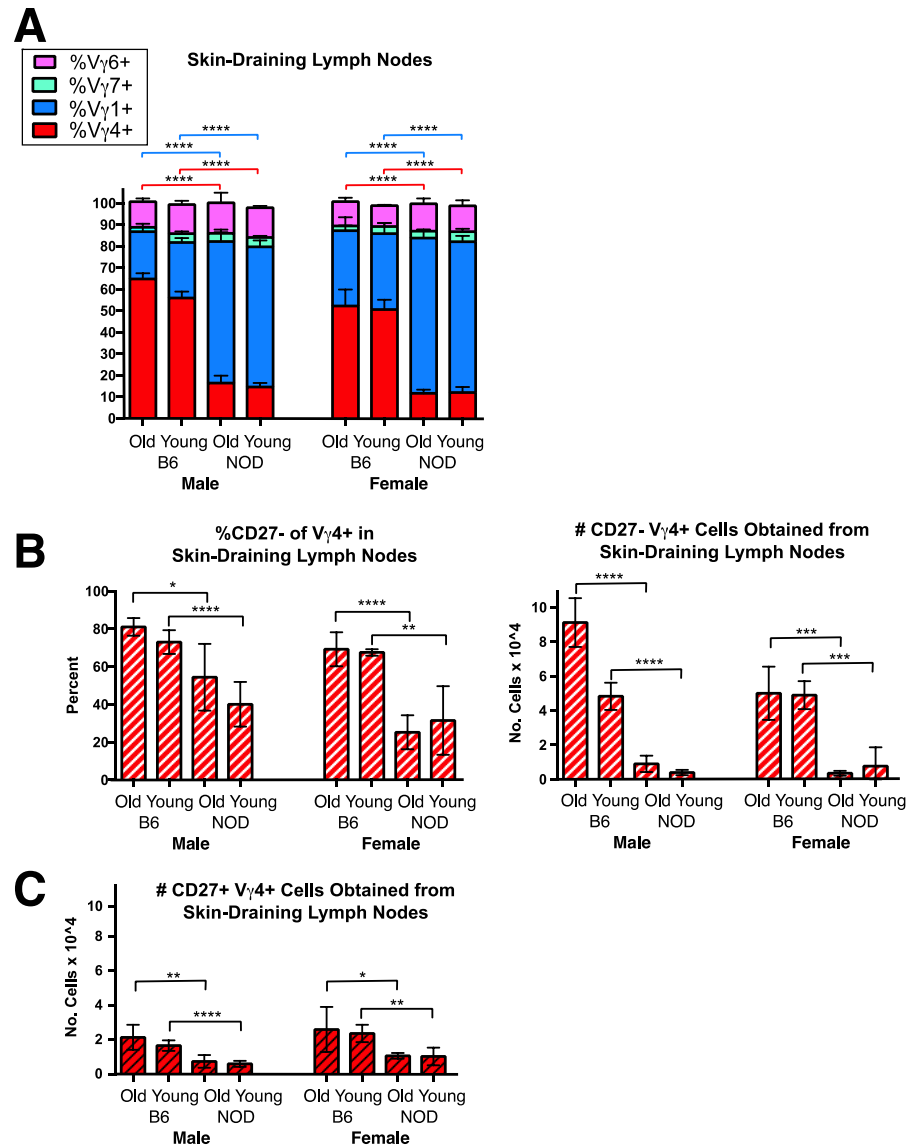 A
%Vγ6+
%Vγ7+
%Vγ1+
%Vγ4+
Skin-Draining Lymph Nodes
**** ****
**** ****
**** ****
**** ****
100
90
80
70
60
50
40
30
20
10
0
Old Young Old Young Old Young Old Young
B6 NOD B6 NOD
Male Female
B
%CD27- of Vγ4+ in
Skin-Draining Lymph Nodes
Percent
100
80
60
40
20
0
* **** **** **
Old Young Old Young Old Young Old Young
B6 NOD B6 NOD
Male Female
# CD27- Vγ4+ Cells Obtained from
Skin-Draining Lymph Nodes
No. Cells x 10^4
10
8
6
4
2
0
**** **** *** ***
Old Young Old Young Old Young Old Young
B6 NOD B6 NOD
Male Female
C
# CD27+ Vγ4+ Cells Obtained from
Skin-Draining Lymph Nodes
No. Cells x 10^4
10
8
6
4
2
0
** **** * **
Old Young Old Young Old Young Old Young
B6 NOD B6 NOD
Male Female